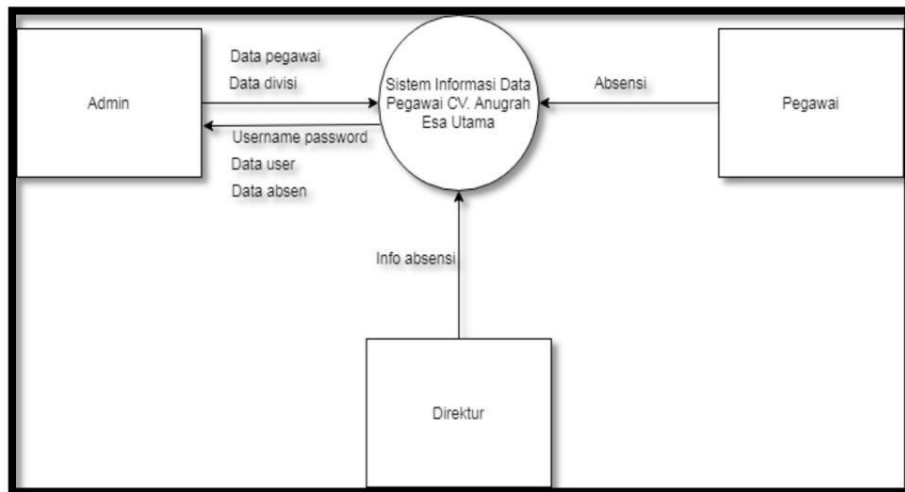 Admin
Data pegawai
Data divisi
Username password
Data user
Data absen
Sistem Informasi Data
Pegawai CV. Anugrah
Esa Utama
Absensi
Pegawai
Info absensi
Direktur